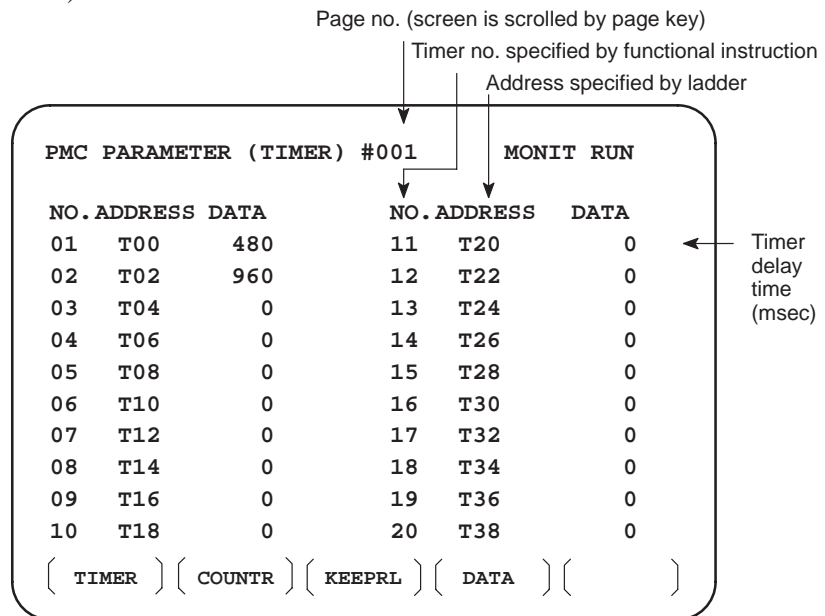 Page no. (screen is scrolled by page key)
Timer no. specified by functional instruction
Address specified by ladder
PMC PARAMETER (TIMER) #001 MONIT RUN
NO. ADDRESS DATA NO. ADDRESS DATA
01 T00 480 11 T20 0
02 T02 960 12 T22 0
03 T04 0 13 T24 0
04 T06 0 14 T26 0
05 T08 0 15 T28 0
06 T10 0 16 T30 0
07 T12 0 17 T32 0
08 T14 0 18 T34 0
09 T16 0 19 T36 0
10 T18 0 20 T38 0
Timer
delay
time
(msec)
TIMER COUNTR KEEPRL DATA